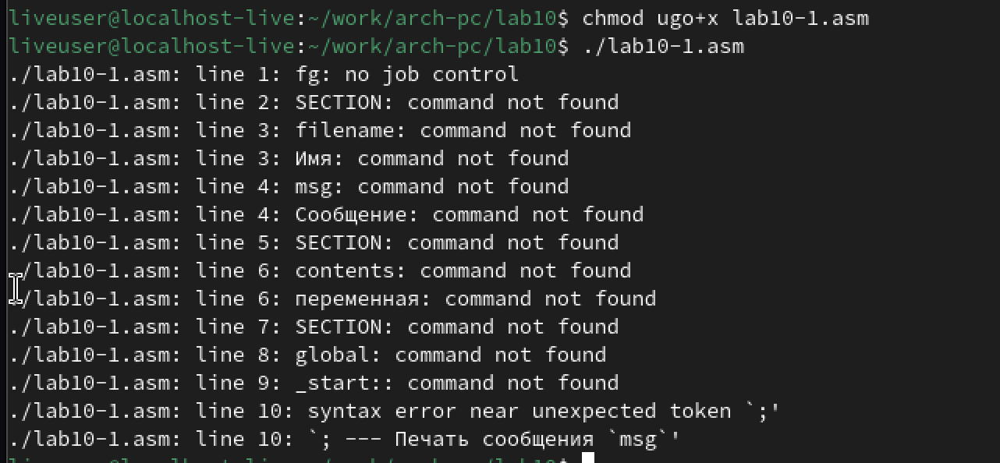 liveuser@localhost-live:~/work/arch-pc/lab10$ chmod ugo+x lab10-1.asm
liveuser@localhost-live:~/work/arch-pc/lab10$ ./lab10-1.asm
./lab10-1.asm: line 1: fg: no job control
./lab10-1.asm: line 2: SECTION: command not found
./lab10-1.asm: line 3: filename: command not found
./lab10-1.asm: line 3: Имя: command not found
./lab10-1.asm: line 4: msg: command not found
./lab10-1.asm: line 4: Сообщение: command not found
./lab10-1.asm: line 5: SECTION: command not found
./lab10-1.asm: line 6: contents: command not found
./lab10-1.asm: line 6: переменная: command not found
./lab10-1.asm: line 7: SECTION: command not found
./lab10-1.asm: line 8: global: command not found
./lab10-1.asm: line 9: _start:: command not found
./lab10-1.asm: line 10: syntax error near unexpected token `;'
./lab10-1.asm: line 10: `; --- Печать сообщения `msg`'